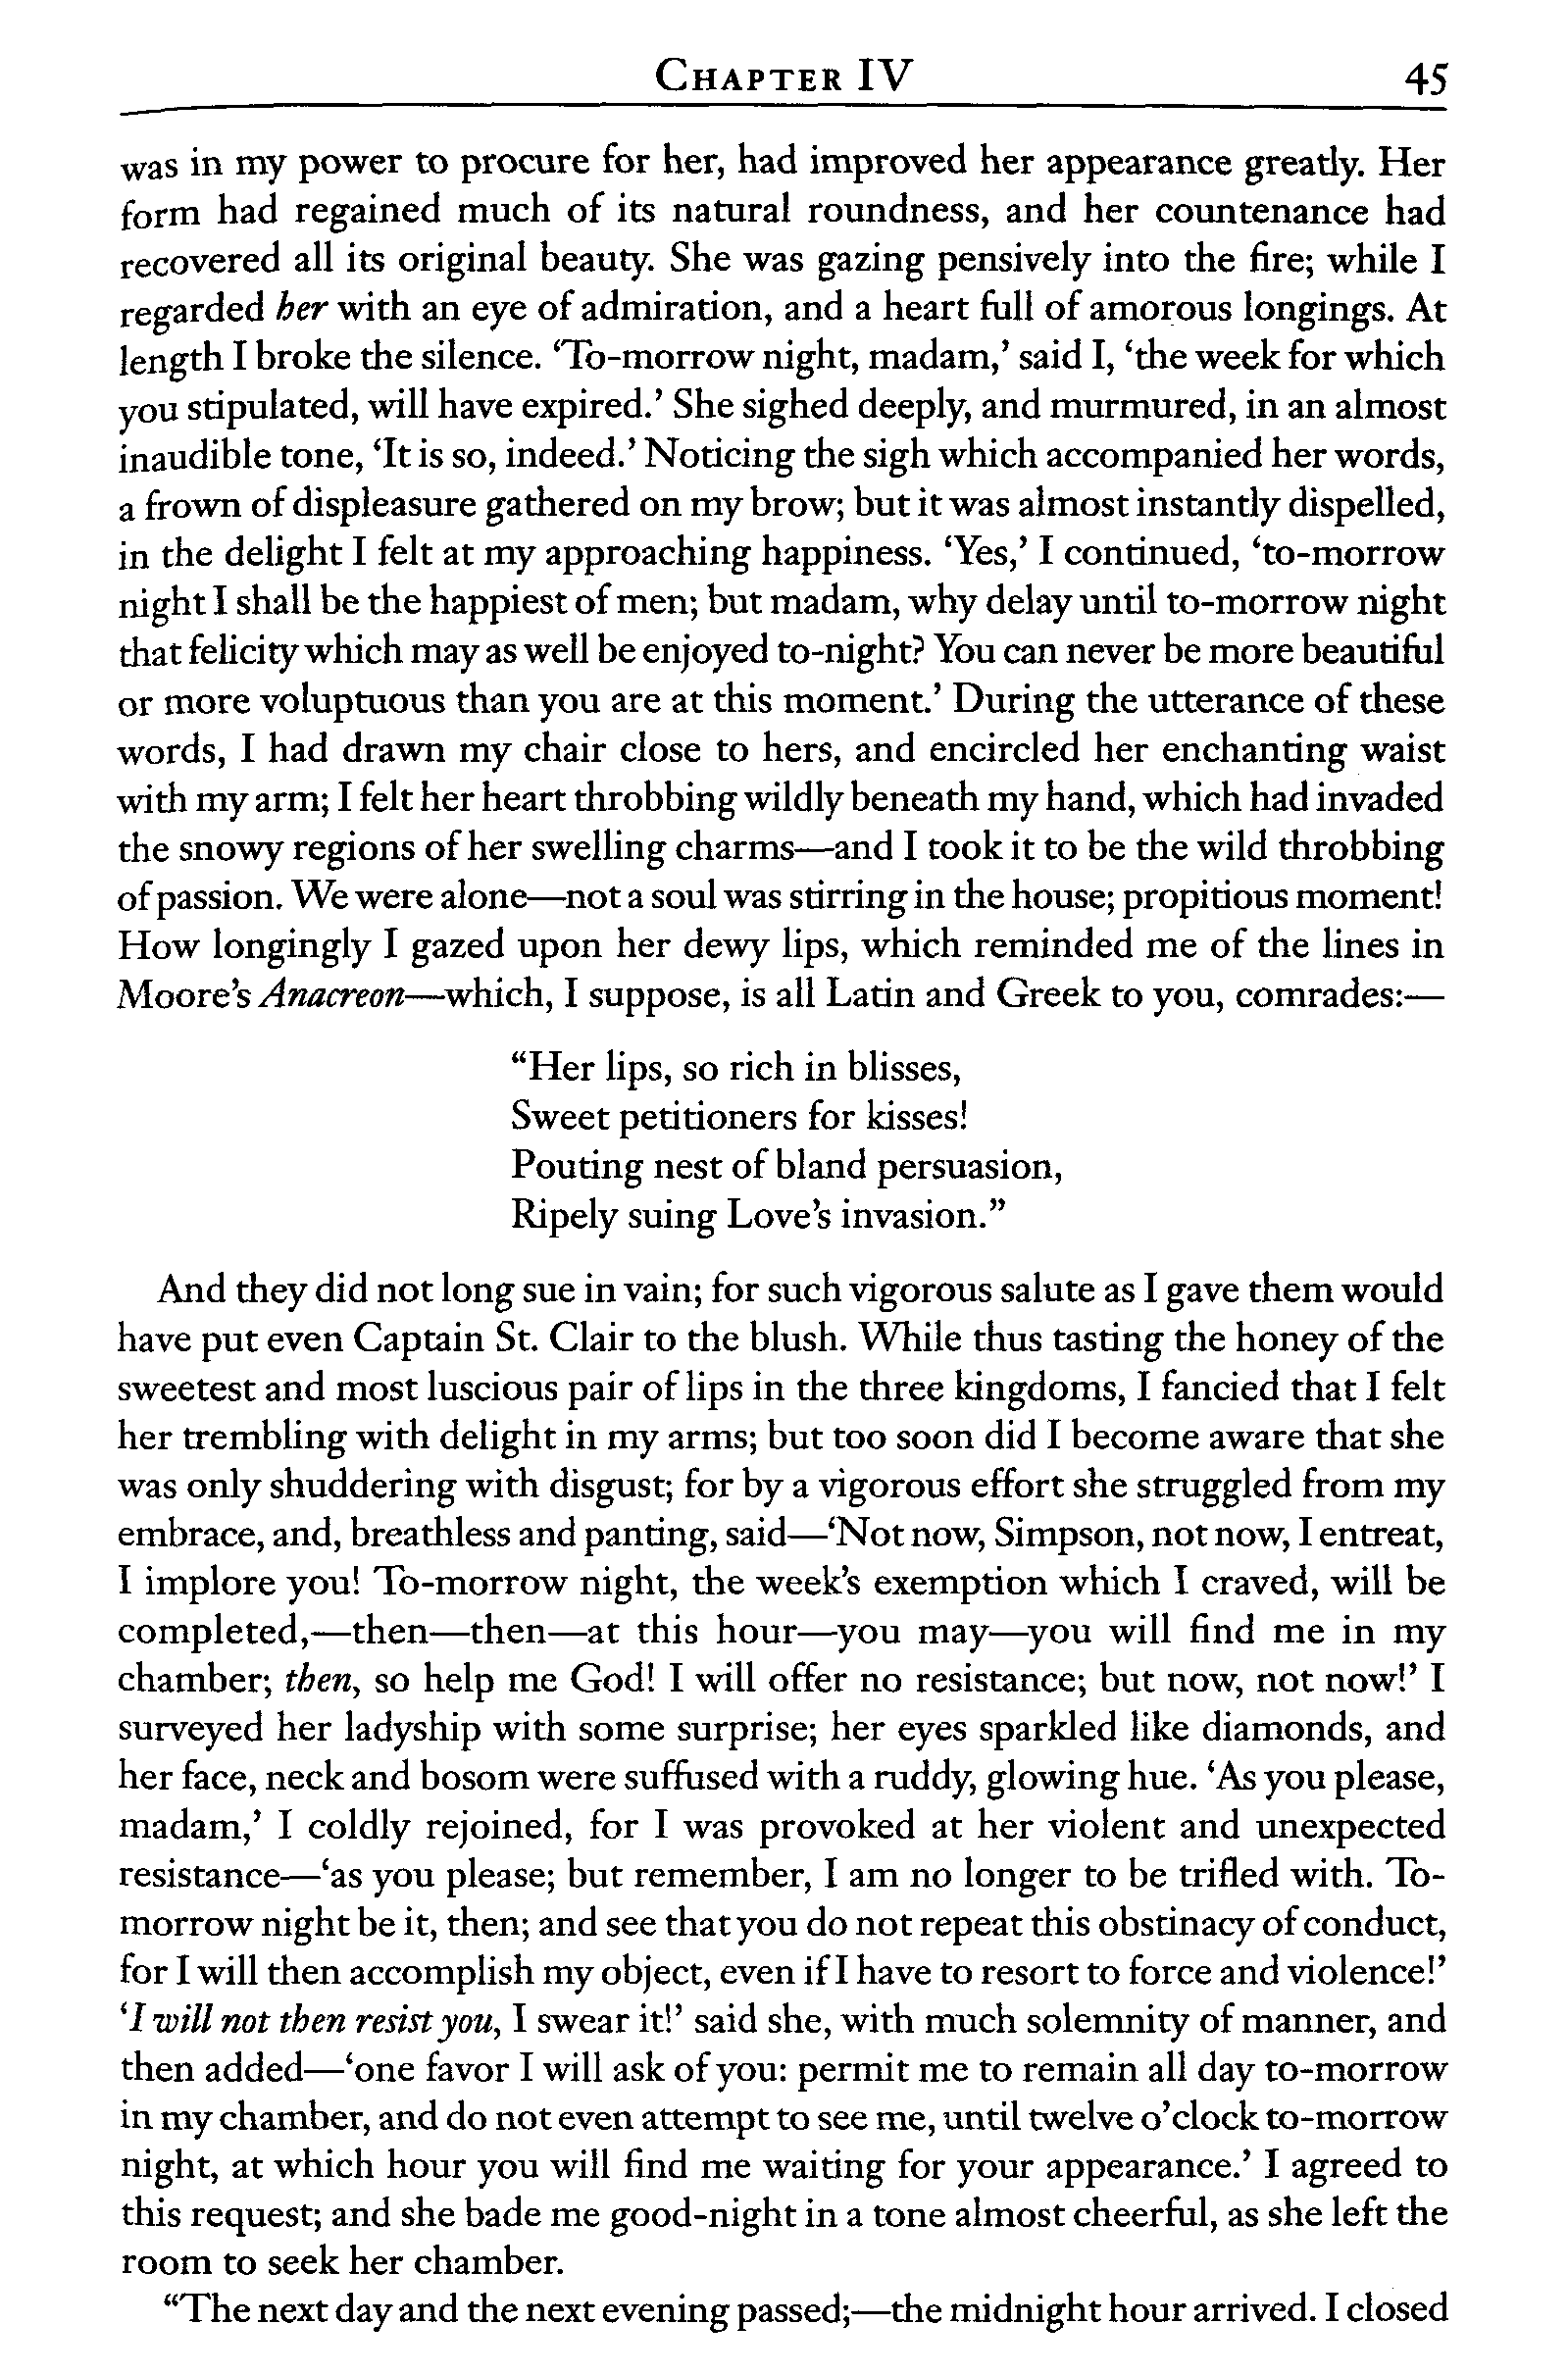 CHAPTER IV 45
was in my power to procure for her, had improved her appearance greatly. Her
form had regained much of its natural roundness, and her countenance had
recovered all its original beauty. She was gazing pensively into the fire; while I
regarded her with an eye of admiration, and a heart full of amorous longings. At
length I broke the silence. ‘To-morrow night, madam,’ said I, ‘the week for which
you stipulated, will have expired.’ She sighed deeply, and murmured, in an almost
inaudible tone, ‘It is so, indeed.’ Noticing the sigh which accompanied her words,
a frown of displeasure gathered on my brow; but it was almost instantly dispelled,
in the delight I felt at my approaching happiness. ‘Yes,’ I continued, ‘to-morrow
night I shall be the happiest of men; but madam, why delay until to-morrow night
that felicity which may as well be enjoyed to-night? You can never be more beautiful
or more voluptuous than you are at this moment.’ During the utterance of these
words, I had drawn my chair close to hers, and encircled her enchanting waist
with my arm; I felt her heart throbbing wildly beneath my hand, which had invaded
the snowy regions of her swelling charms—and I took it to be the wild throbbing
of passion. We were alone—not a soul was stirring in the house; propitious moment!
How longingly I gazed upon her dewy lips, which reminded me of the lines in
Moore’s Anacreon—which, I suppose, is all Latin and Greek to you, comrades:—
“Her lips, so rich in blisses,
Sweet petitioners for kisses!
Pouting nest of bland persuasion,
Ripely suing Love’s invasion.”
And they did not long sue in vain; for such vigorous salute as I gave them would
have put even Captain St. Clair to the blush. While thus tasting the honey of the
sweetest and most luscious pair of lips in the three kingdoms, I fancied that I felt
her trembling with delight in my arms; but too soon did I become aware that she
was only shuddering with disgust; for by a vigorous effort she struggled from my
embrace, and, breathless and panting, said—‘Not now, Simpson, not now, I entreat,
I implore you! To-morrow night, the week’s exemption which I craved, will be
completed,—then—then—at this hour—you may—you will find me in my
chamber; then, so help me God! I will offer no resistance; but now, not now!’ I
surveyed her ladyship with some surprise; her eyes sparkled like diamonds, and
her face, neck and bosom were suffused with a ruddy, glowing hue. ‘As you please,
madam,’ I coldly rejoined, for I was provoked at her violent and unexpected
resistance—‘as you please; but remember, I am no longer to be trifled with. To-
morrow night be it, then; and see that you do not repeat this obstinacy of conduct,
for I will then accomplish my object, even if I have to resort to force and violence!’
‘I will not then resist you, I swear it!’ said she, with much solemnity of manner, and
then added—‘one favor I will ask of you: permit me to remain all day to-morrow
in my chamber, and do not even attempt to see me, until twelve o’clock to-morrow
night, at which hour you will find me waiting for your appearance.’ I agreed to
this request; and she bade me good-night in a tone almost cheerful, as she left the
room to seek her chamber.
“The next day and the next evening passed;—the midnight hour arrived. I closed